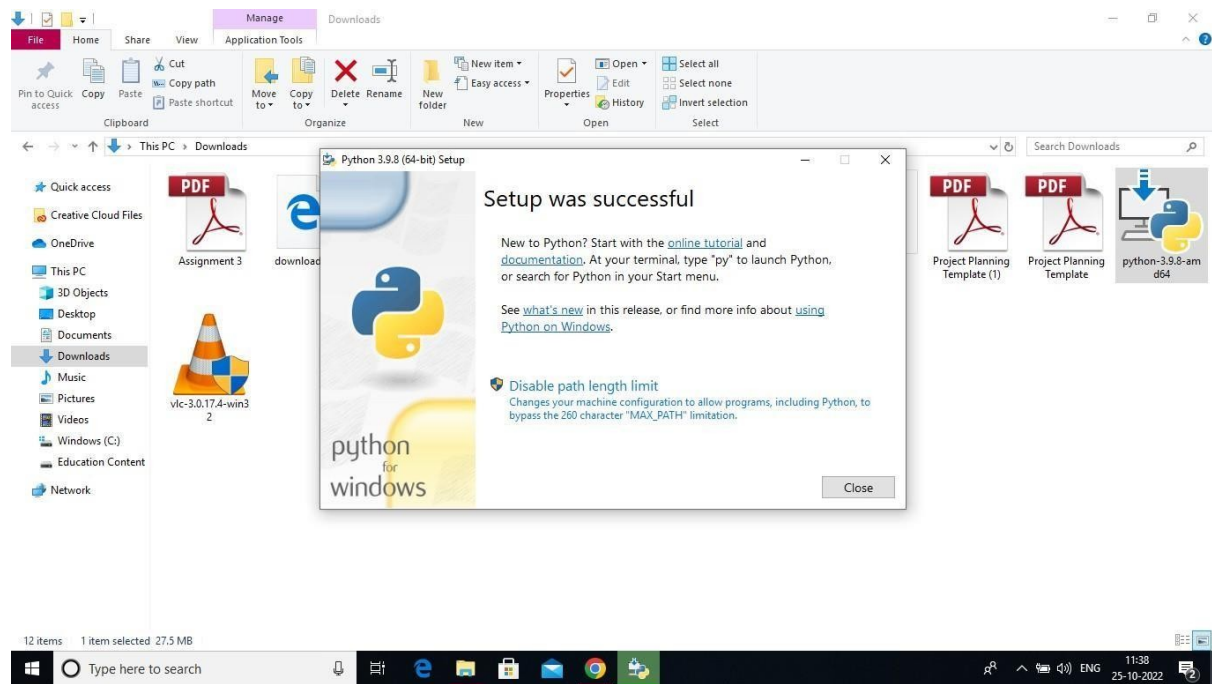 Manage
Downloads
File
Home
Share
View
Application Tools
Pin to Quick access
Copy
Paste
Cut
Copy path
Paste shortcut
Clipboard
Move to
Copy to
Delete
Rename
Organize
New folder
New item
Easy access
New
Properties
Open
Edit
History
Open
Select all
Select none
Invert selection
Select
This PC > Downloads
Search Downloads
Quick access
Creative Cloud Files
OneDrive
This PC
3D Objects
Desktop
Documents
Downloads
Music
Pictures
Videos
Windows (C:)
Education Content
Network
PDF
Assignment 3
download
vlc-3.0.17.4-win3
2
Python 3.9.8 (64-bit) Setup
Setup was successful
New to Python? Start with the online tutorial and
documentation. At your terminal, type "py" to launch Python,
or search for Python in your Start menu.
See what's new in this release, or find more info about using
Python on Windows.
Disable path length limit
Changes your machine configuration to allow programs, including Python, to
bypass the 260 character "MAX_PATH" limitation.
python
for
windows
Close
PDF
Project Planning
Template (1)
PDF
Project Planning
Template
python-3.9.8-am
d64
12 items
1 item selected 27.5 MB
Type here to search
ENG
11:38
25-10-2022
2